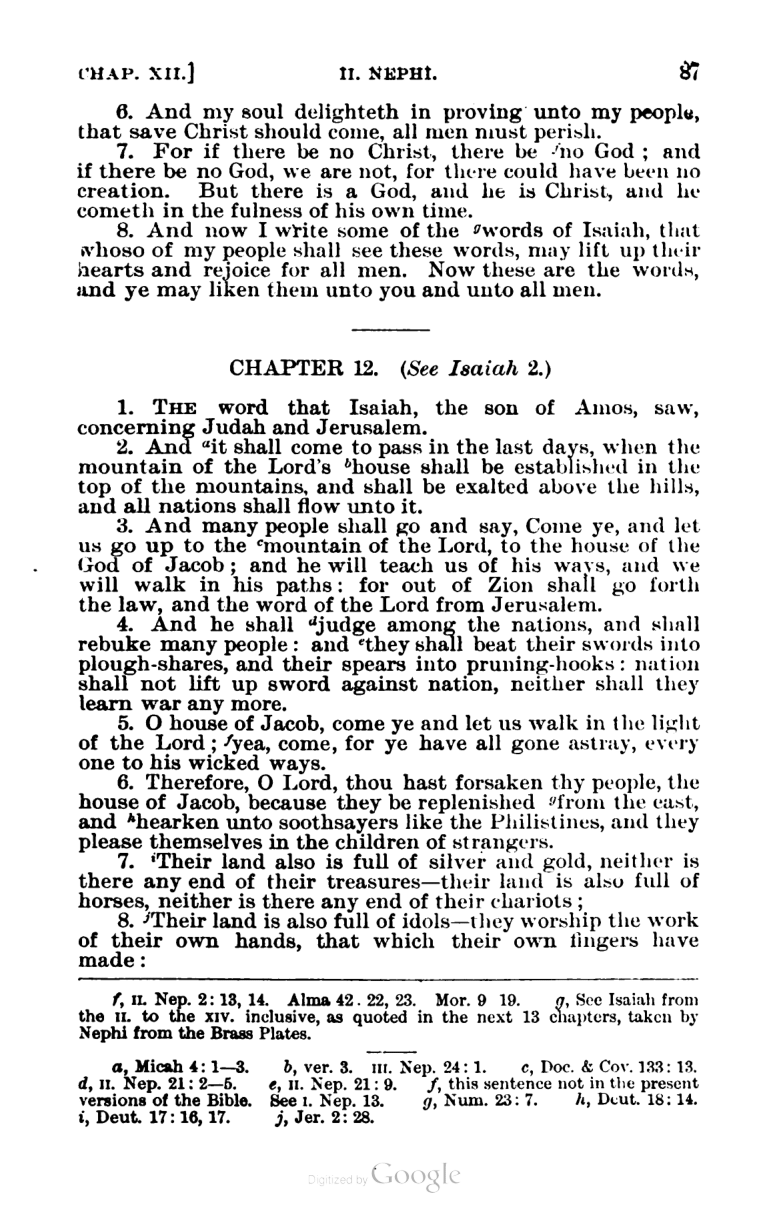 CHAP. XII.] II. NEPHI. 87
6. And my soul delighteth in proving unto my people,
that save Christ should come, all men must perish.
7. For if there be no Christ, there be fno God ; and
if there be no God, we are not, for there could have been no
creation. But there is a God, and he is Christ, and he
cometh in the fulness of his own time.
8. And now I write some of the gwords of Isaiah, that
whoso of my people shall see these words, may lift up their
hearts and rejoice for all men. Now these are the words,
and ye may liken them unto you and unto all men.
CHAPTER 12. (See Isaiah 2.)
1. THE word that Isaiah, the son of Amos, saw,
concerning Judah and Jerusalem.
2. And ait shall come to pass in the last days, when the
mountain of the Lord's bhouse shall be established in the
top of the mountains, and shall be exalted above the hills,
and all nations shall flow unto it.
3. And many people shall go and say, Come ye, and let
us go up to the cmountain of the Lord, to the house of the
God of Jacob ; and he will teach us of his ways, and we
will walk in his paths : for out of Zion shall go forth
the law, and the word of the Lord from Jerusalem.
4. And he shall djudge among the nations, and shall
rebuke many people : and ethey shall beat their swords into
plough-shares, and their spears into pruning-hooks : nation
shall not lift up sword against nation, neither shall they
learn war any more.
5. O house of Jacob, come ye and let us walk in the light
of the Lord ; fyea, come, for ye have all gone astray, every
one to his wicked ways.
6. Therefore, O Lord, thou hast forsaken thy people, the
house of Jacob, because they be replenished gfrom the east,
and hhearken unto soothsayers like the Philistines, and they
please themselves in the children of strangers.
7. iTheir land also is full of silver and gold, neither is
there any end of their treasures—their land is also full of
horses, neither is there any end of their chariots ;
8. jTheir land is also full of idols—they worship the work
of their own hands, that which their own fingers have
made :
f, II. Nep. 2 : 13, 14. Alma 42 . 22, 23. Mor. 9 19. g, See Isaiah from
the II. to the XIV. inclusive, as quoted in the next 13 chapters, taken by
Nephi from the Brass Plates.
a, Micah 4 : 1—3. b, ver. 3. III. Nep. 24 : 1. c, Doc. & Cov. 133 : 13.
d, II. Nep. 21 : 2—5. e, II. Nep. 21 : 9. f, this sentence not in the present
versions of the Bible. See I. Nep. 13. g, Num. 23 : 7. h, Deut. 18 : 14.
i, Deut. 17 : 16, 17. j, Jer. 2 : 28.
Digitized by Google